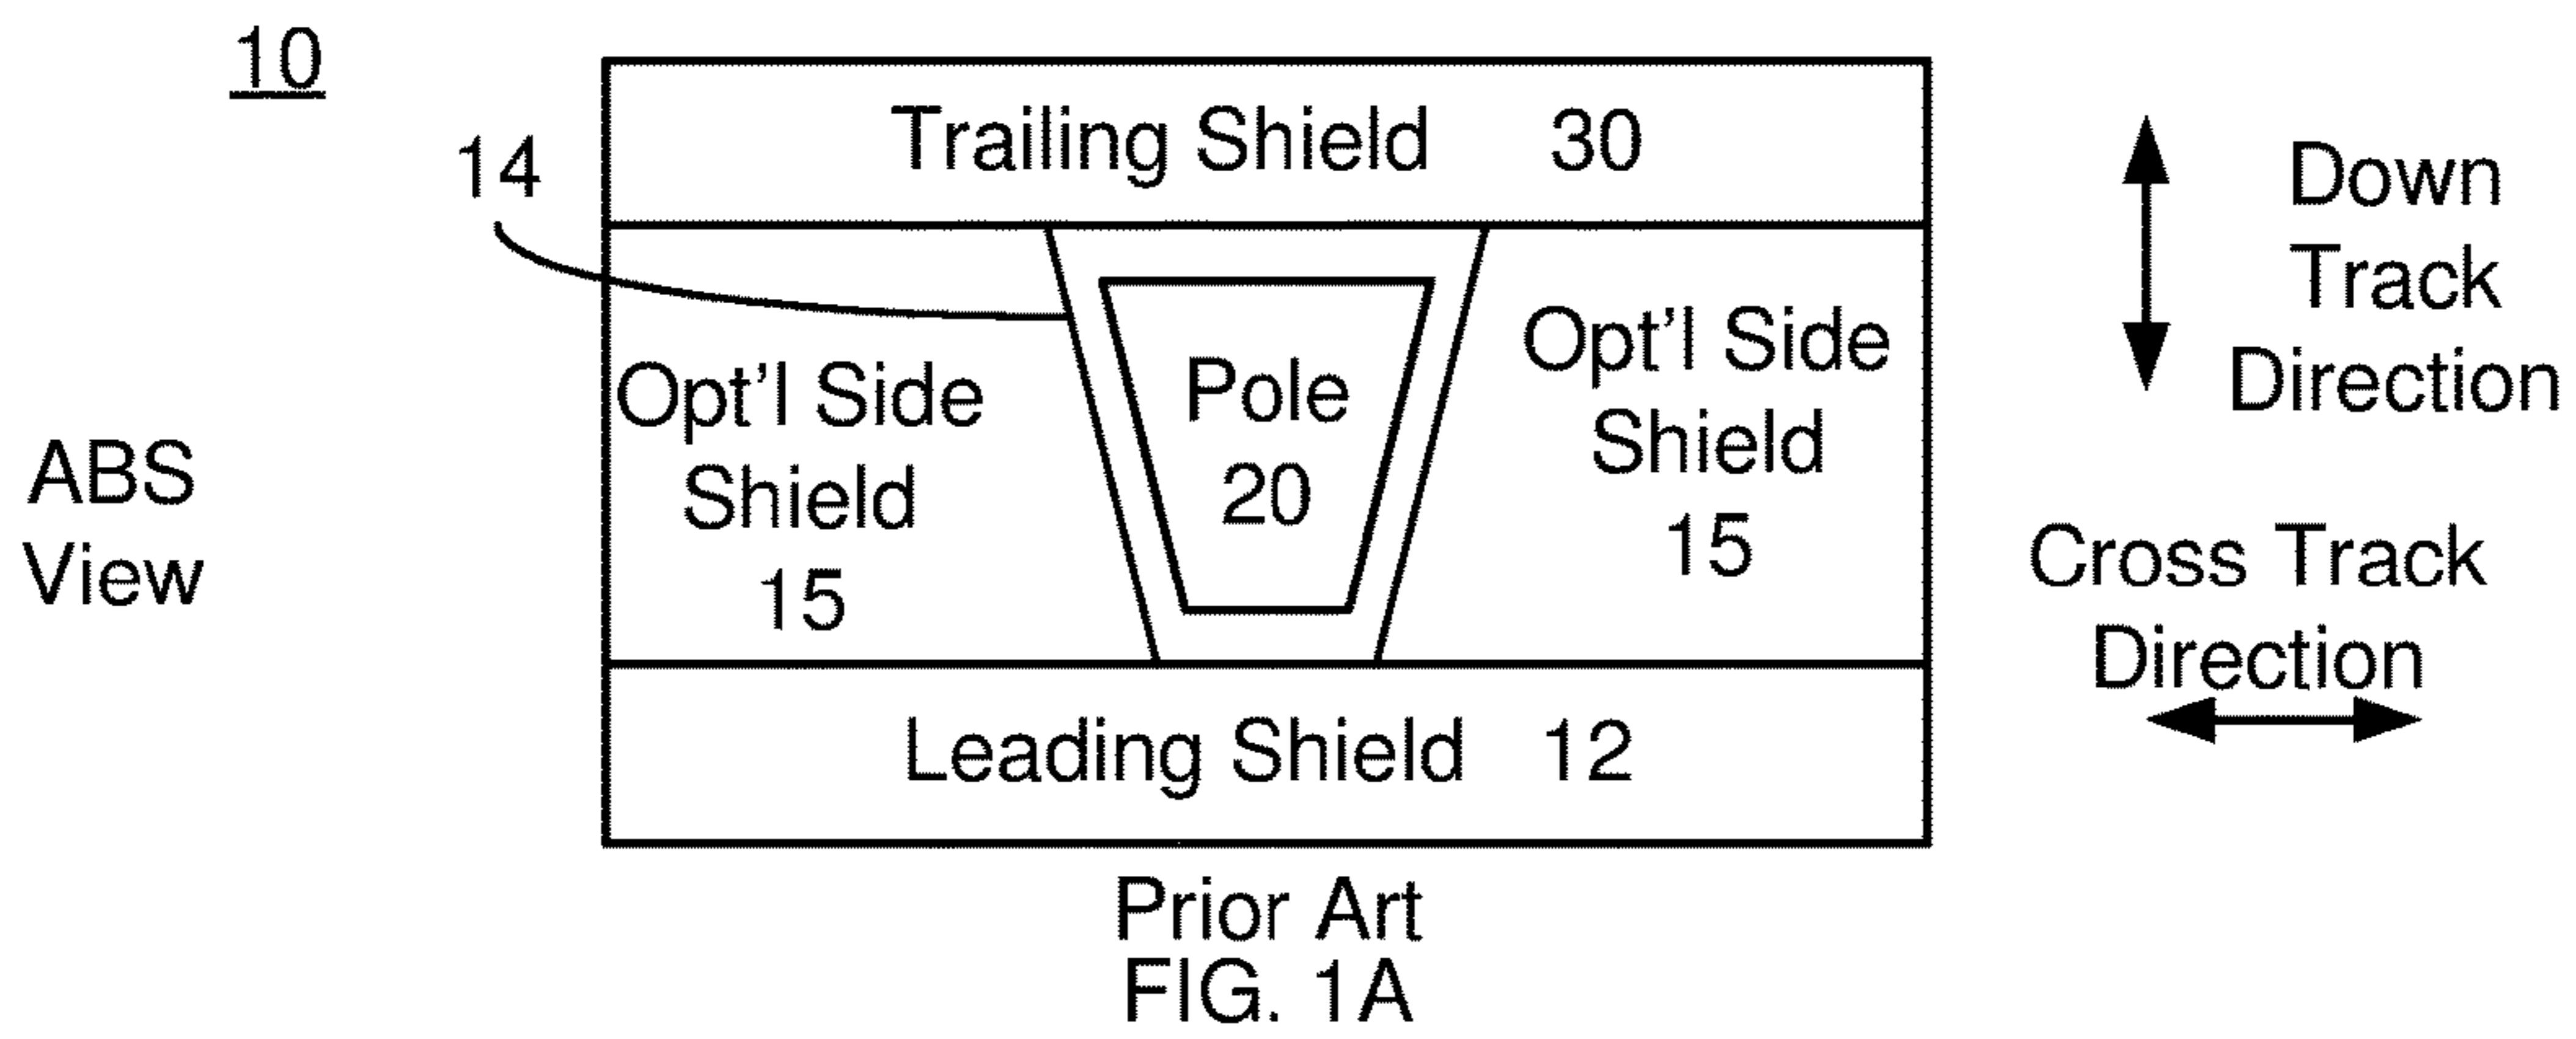 10
14
Trailing Shield 30
Opt'l Side
Shield
15
Pole
20
Opt'l Side
Shield
15
Leading Shield 12
ABS
View
Down
Track
Direction
Cross Track
Direction
Prior Art
FIG. 1A